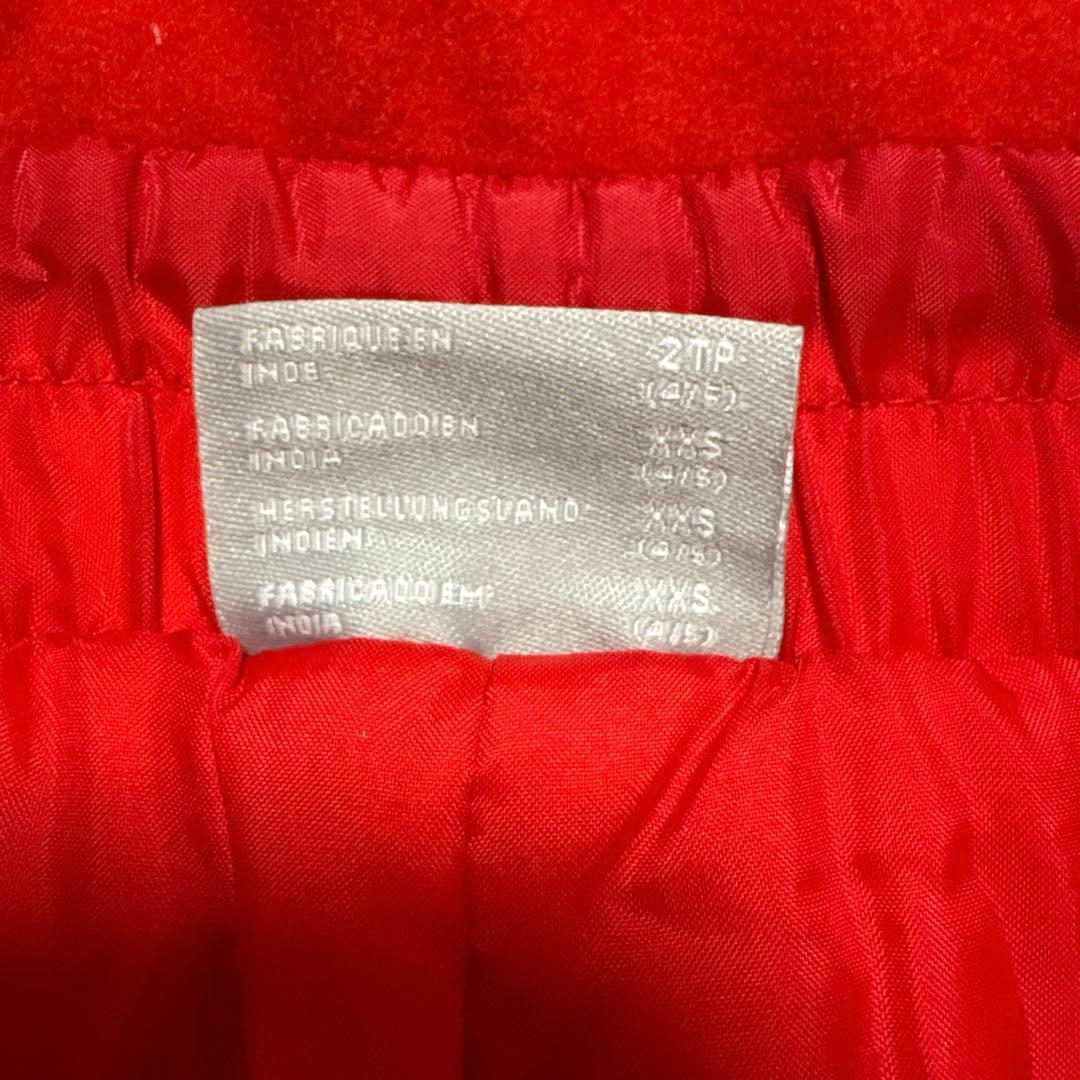 FABRIQUE EN 2TP
INDE (4/5)
FABRICADO EN XXS
INDIA (4/5)
HERSTELLUNGSLAND XXS
INDIEN (4/5)
FABRICADO EM XXS
INDIA (4/5)